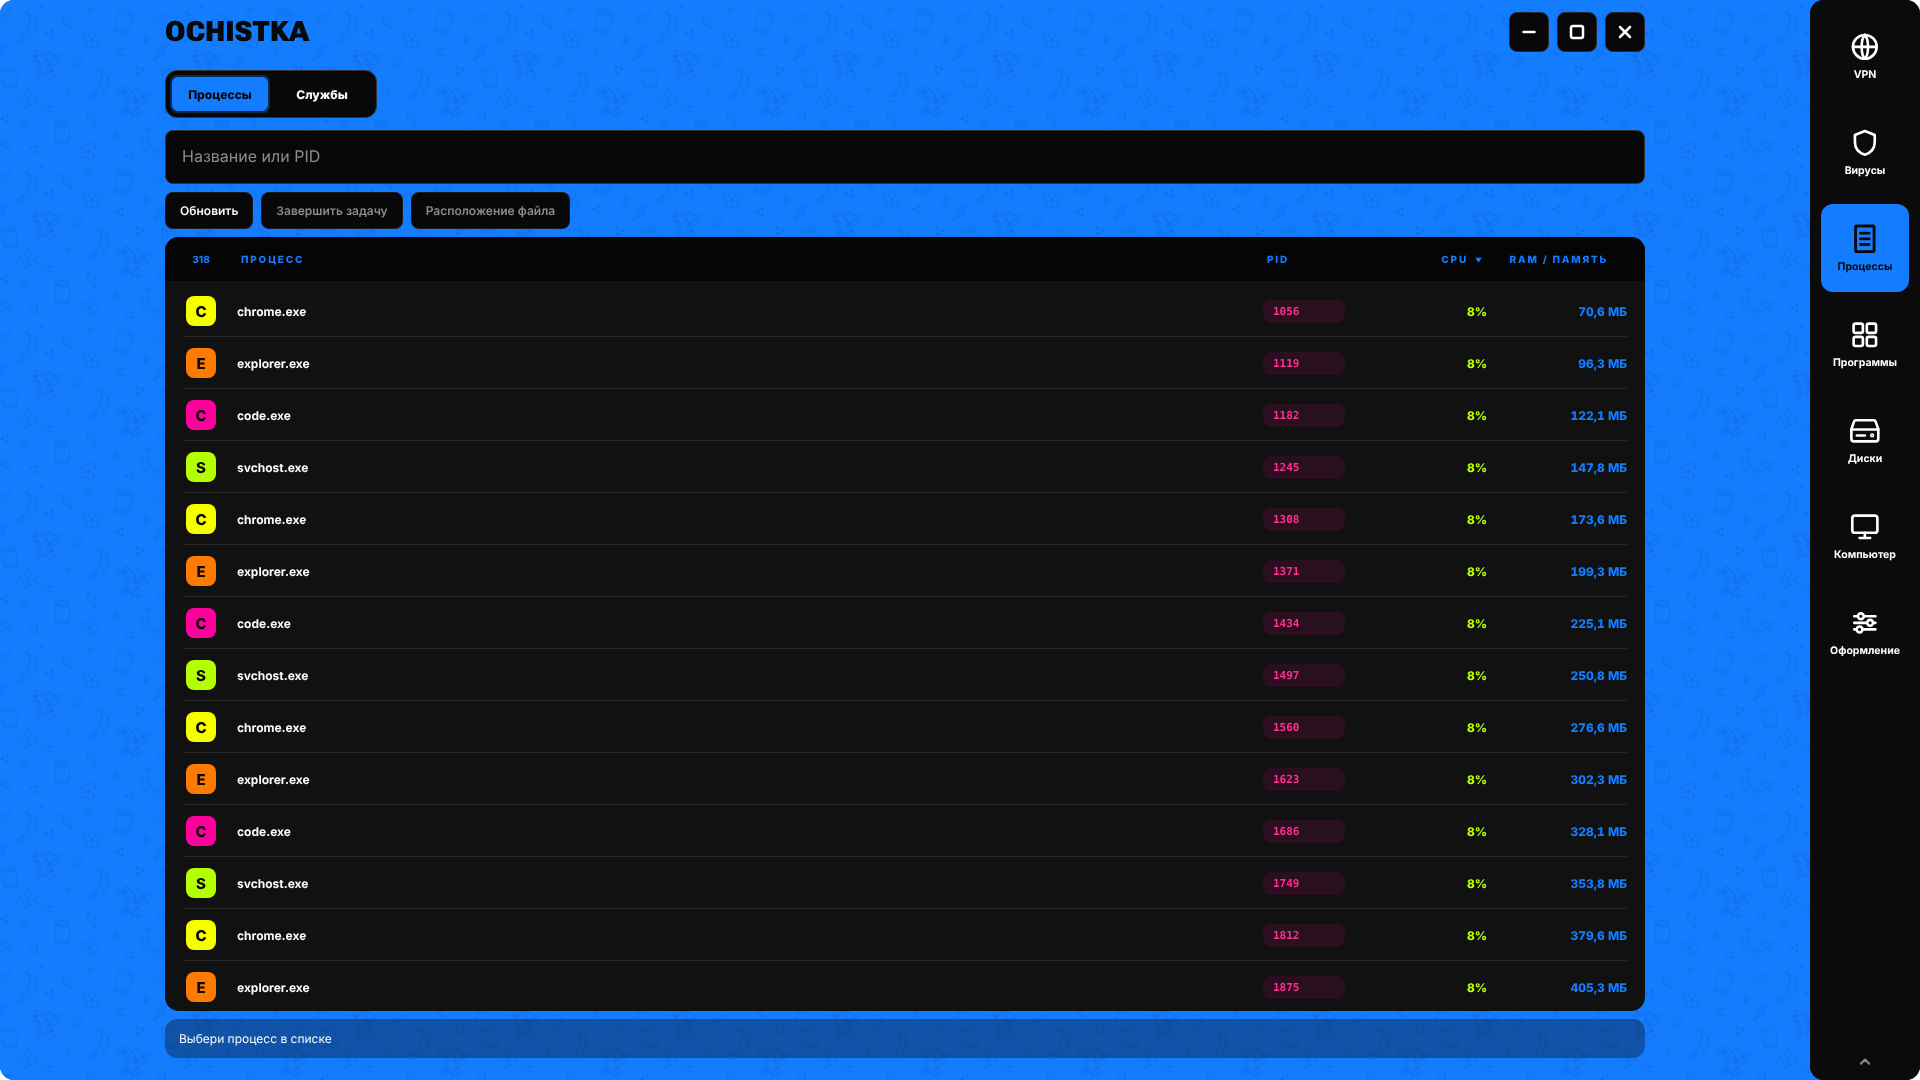 OCHISTKA
VPN
Процессы Службы
Название или PID
Вирусы
Обновить Завершить задачу Расположение файла
318 ПРОЦЕСС PID CPU ▼ RAM / ПАМЯТЬ
Процессы
C chrome.exe 1056 8% 70,6 МБ
E explorer.exe 1119 8% 96,3 МБ
Программы
C code.exe 1182 8% 122,1 МБ
S svchost.exe 1245 8% 147,8 МБ
Диски
C chrome.exe 1308 8% 173,6 МБ
Компьютер
E explorer.exe 1371 8% 199,3 МБ
C code.exe 1434 8% 225,1 МБ
Оформление
S svchost.exe 1497 8% 250,8 МБ
C chrome.exe 1560 8% 276,6 МБ
E explorer.exe 1623 8% 302,3 МБ
C code.exe 1686 8% 328,1 МБ
S svchost.exe 1749 8% 353,8 МБ
C chrome.exe 1812 8% 379,6 МБ
E explorer.exe 1875 8% 405,3 МБ
Выбери процесс в списке